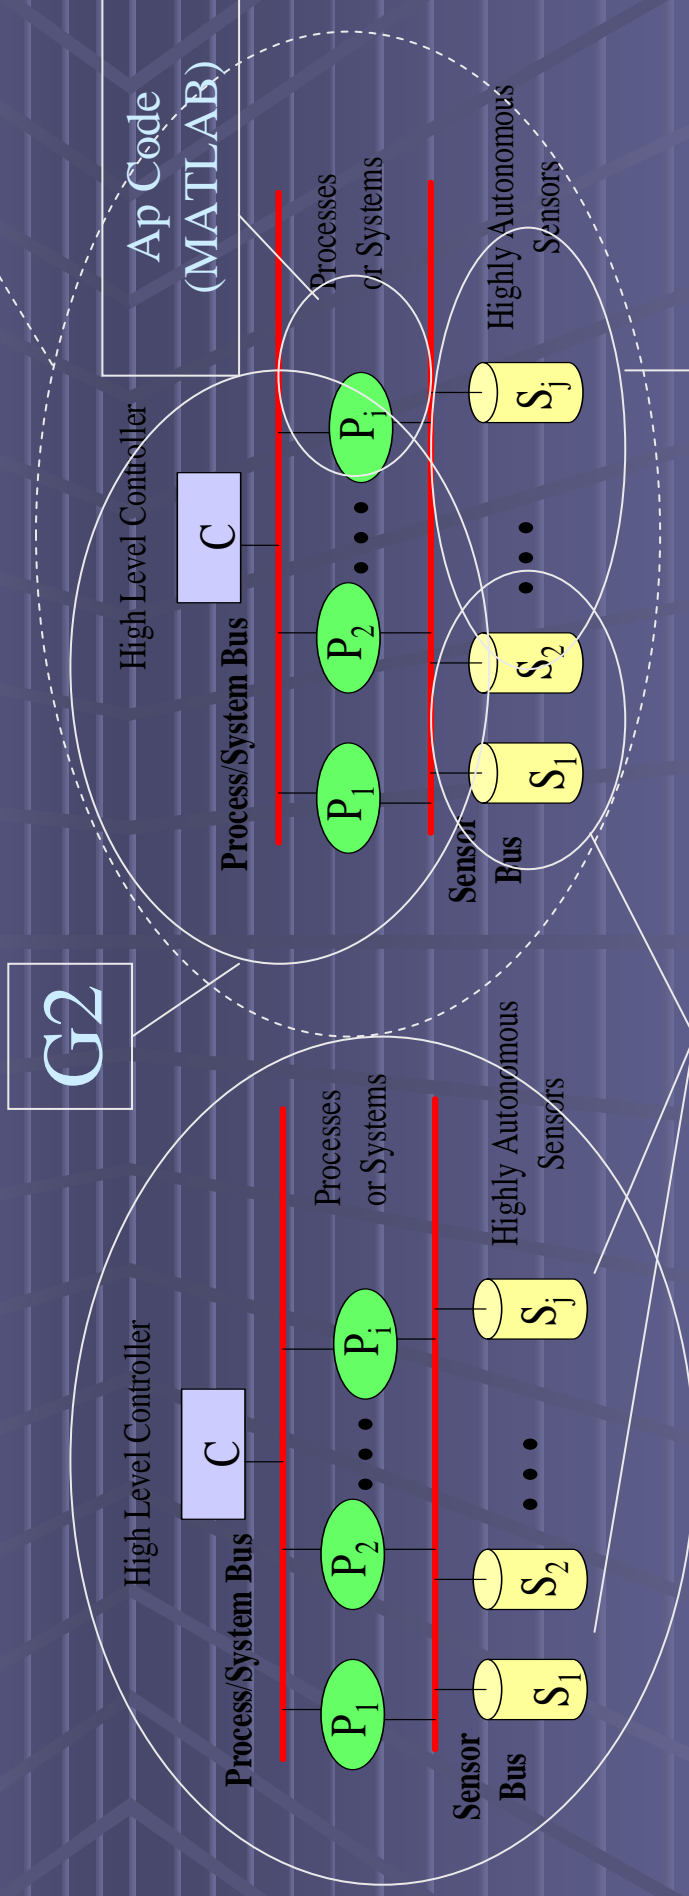 G2
Ap Code
(MATLAB)
High Level Controller
C
Process/System Bus
P1
P2
Pi
Processes
or Systems
Sensor
Bus
S1
S2
Sj
Highly Autonomous
Sensors
High Level Controller
C
Process/System Bus
P1
P2
Pi
Processes
or Systems
Sensor
Bus
S1
S2
Sj
Highly Autonomous
Sensors